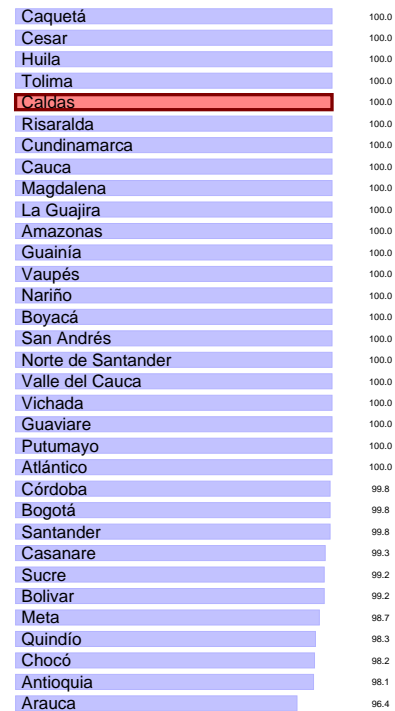 Caquetá 100.0
Cesar 100.0
Huila 100.0
Tolima 100.0
Caldas 100.0
Risaralda 100.0
Cundinamarca 100.0
Cauca 100.0
Magdalena 100.0
La Guajira 100.0
Amazonas 100.0
Guainía 100.0
Vaupés 100.0
Nariño 100.0
Boyacá 100.0
San Andrés 100.0
Norte de Santander 100.0
Valle del Cauca 100.0
Vichada 100.0
Guaviare 100.0
Putumayo 100.0
Atlántico 100.0
Córdoba 99.8
Bogotá 99.8
Santander 99.8
Casanare 99.3
Sucre 99.2
Bolivar 99.2
Meta 98.7
Quindío 98.3
Chocó 98.2
Antioquia 98.1
Arauca 96.4